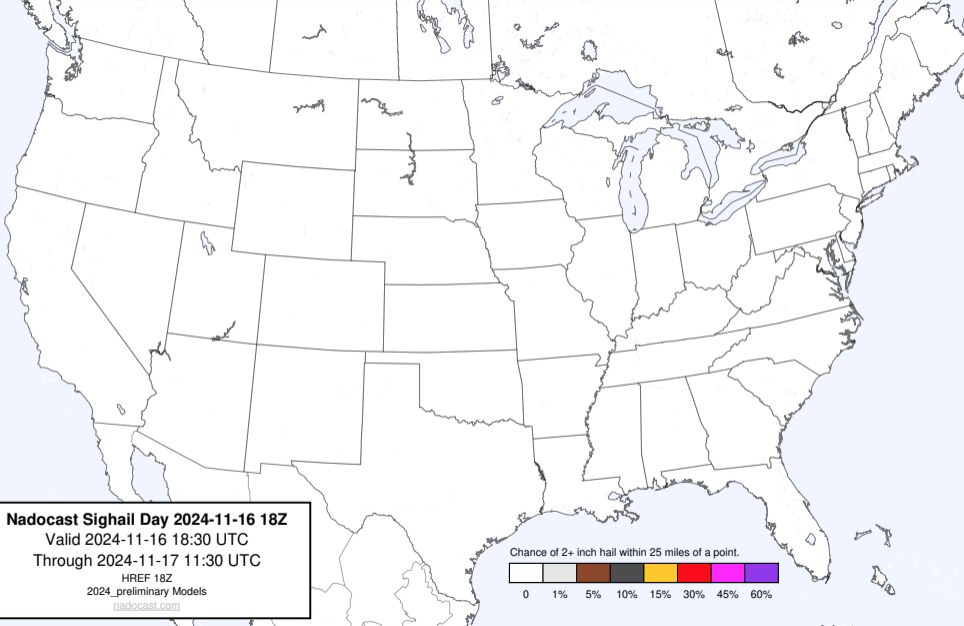 Nadocast Sighail Day 2024-11-16 18Z
Valid 2024-11-16 18:30 UTC
Through 2024-11-17 11:30 UTC
HREF 18Z
2024_preliminary Models
nadocast.com
Chance of 2+ inch hail within 25 miles of a point.
0 1% 5% 10% 15% 30% 45% 60%